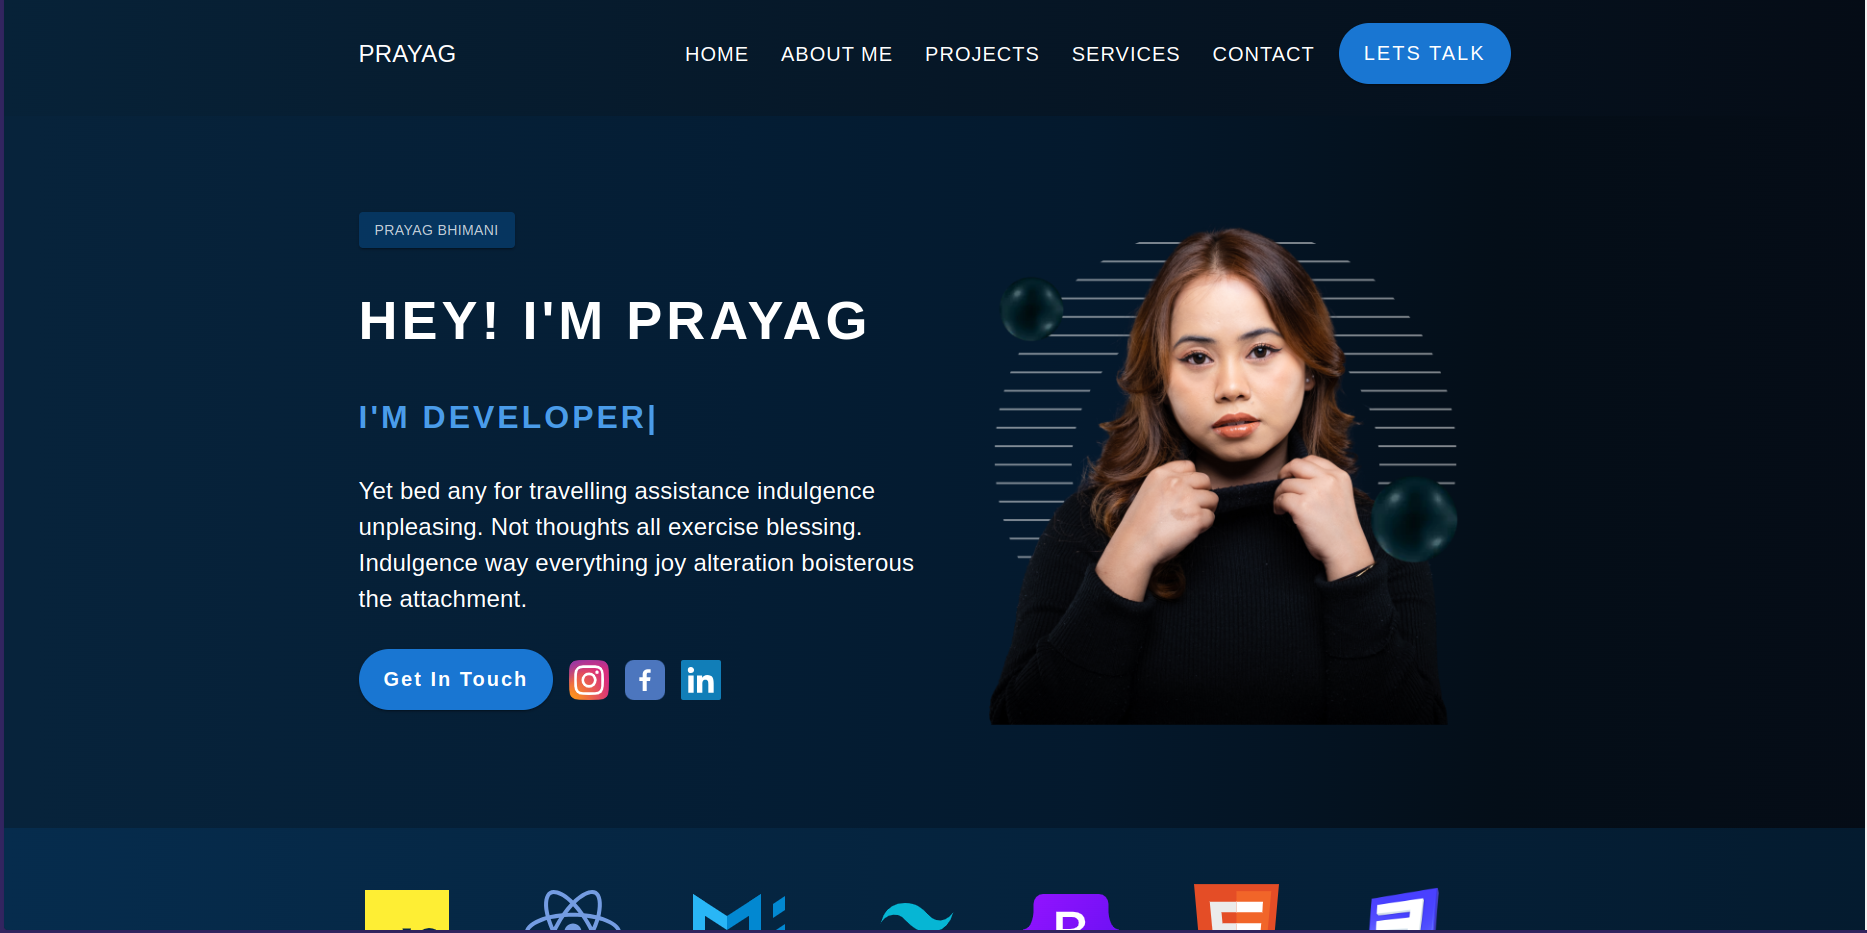 PRAYAG
HOME ABOUT ME PROJECTS SERVICES CONTACT LETS TALK
PRAYAG BHIMANI
HEY! I'M PRAYAG
I'M DEVELOPER|
Yet bed any for travelling assistance indulgence
unpleasing. Not thoughts all exercise blessing.
Indulgence way everything joy alteration boisterous
the attachment.
Get In Touch
f
in
B